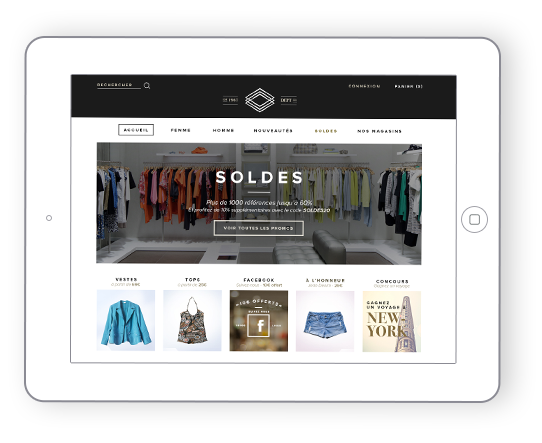 RECHERCHER
CONNEXION
PANIER (0)
ACCUEIL
FEMME
HOMME
NOUVEAUTÉS
SOLDES
NOS MAGASINS
SOLDES
Plus de 1000 références jusqu'à 60%
Et profitez de 10% supplémentaires avec le code SOLDES10
VOIR TOUTES LES PROMOS
VESTES
TOPS
FACEBOOK
À L'HONNEUR
CONCOURS
GAGNEZ
UN VOYAGE À
NEW-
YORK
f